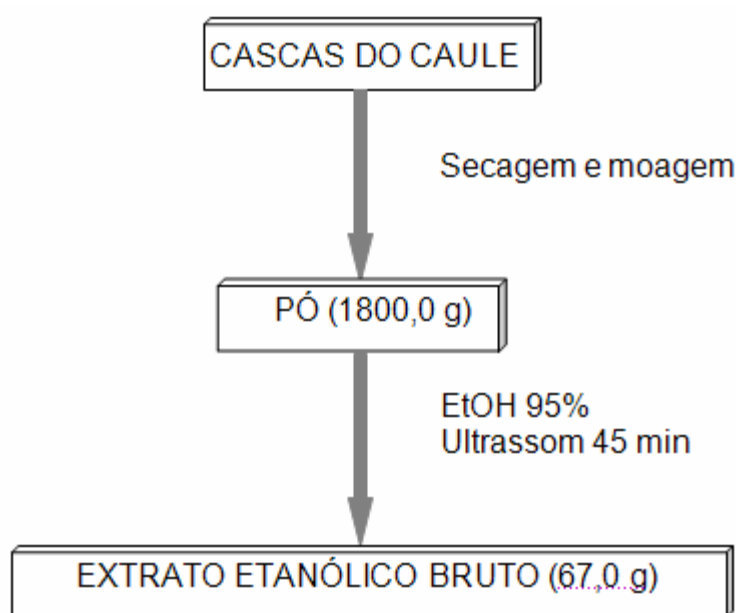 CASCAS DO CAULE
Secagem e moagem
PÓ (1800,0 g)
EtOH 95%
Ultrassom 45 min
EXTRATO ETANÓLICO BRUTO (67,0 g)